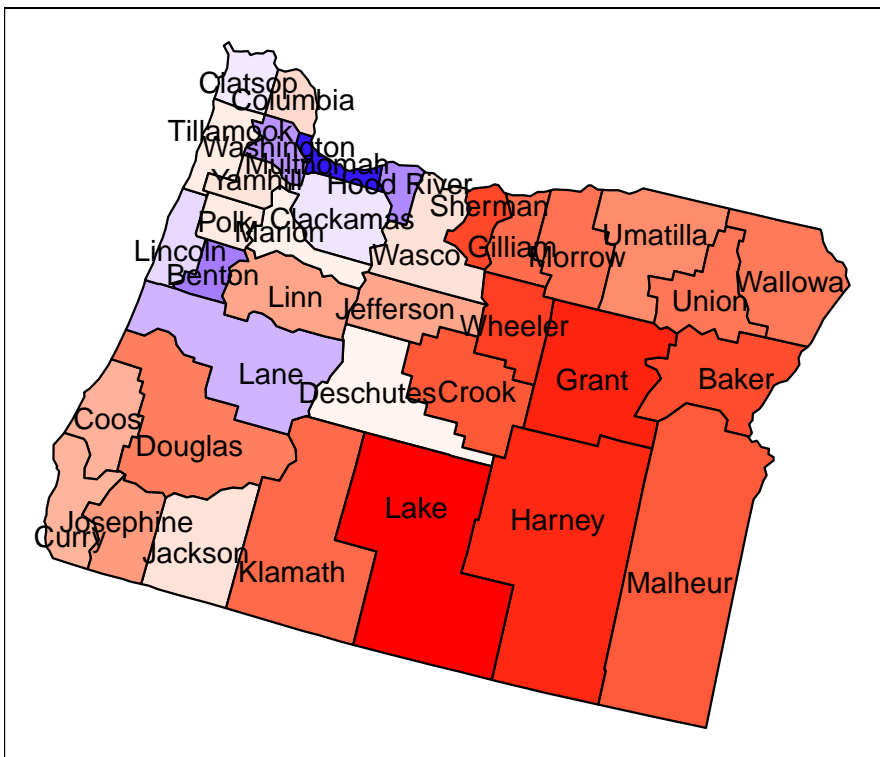 Clatsop
Columbia
Tillamook
Washington
Multnomah
Hood River
Yamhill
Sherman
Polk
Clackamas
Marion
Umatilla
Gilliam
Lincoln
Wasco
Morrow
Benton
Wallowa
Linn
Union
Jefferson
Wheeler
Lane
Grant
Baker
Deschutes
Crook
Coos
Douglas
Lake
Josephine
Harney
Curry
Jackson
Klamath
Malheur